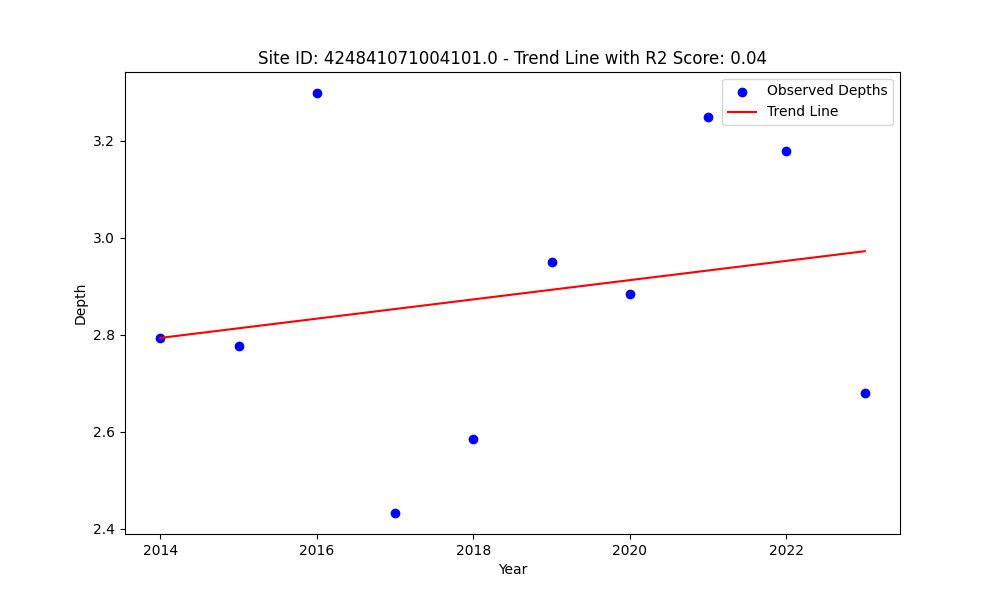 Site ID: 424841071004101.0 - Trend Line with R2 Score: 0.04
Observed Depths
Trend Line
3.2
3.0
2.8
2.6
2.4
Depth
2014
2016
2018
2020
2022
Year